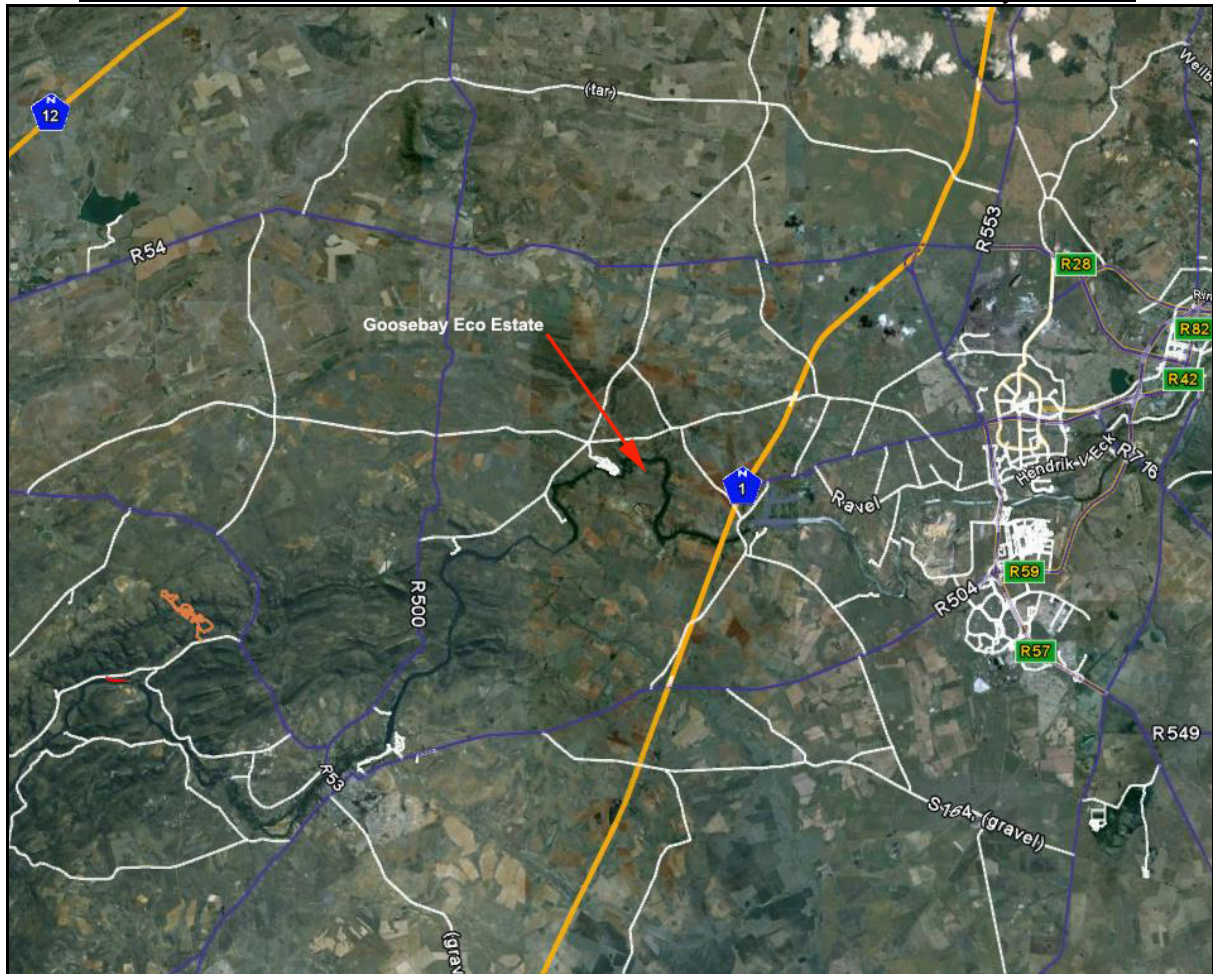 (tar)
N
12
R54
R553
R28
R82
R42
Goosebay Eco Estate
Hendrik V Eck
R716
N
1
Ravel
R59
R504
R500
R57
R549
R53
S164, (gravel)